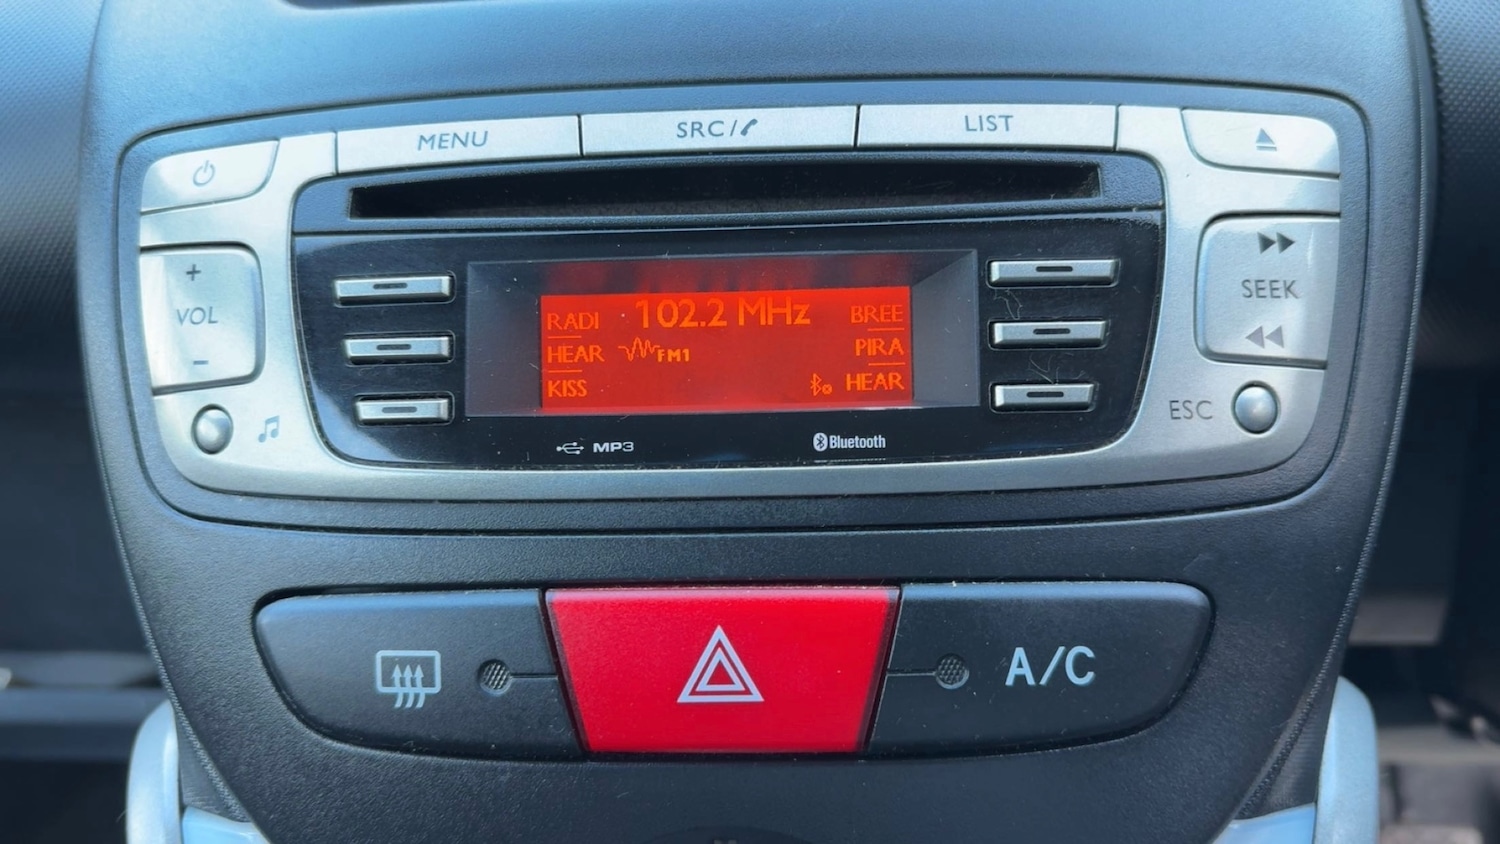 MENU
SRC/
LIST
+
VOL
-
SEEK
ESC
RADI 102.2 MHz BREE
HEAR FM1 PIRA
KISS HEAR
MP3
Bluetooth
A/C